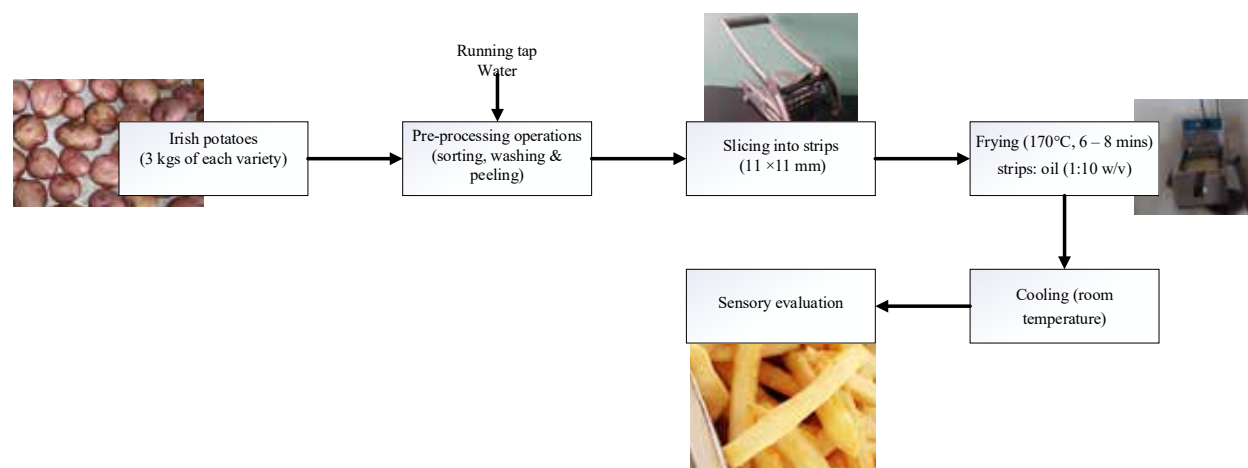 Running tap
Water
Irish potatoes
(3 kgs of each variety)
Pre-processing operations
(sorting, washing &
peeling)
Slicing into strips
(11 ×11 mm)
Frying (170°C, 6 – 8 mins)
strips: oil (1:10 w/v)
Cooling (room
temperature)
Sensory evaluation